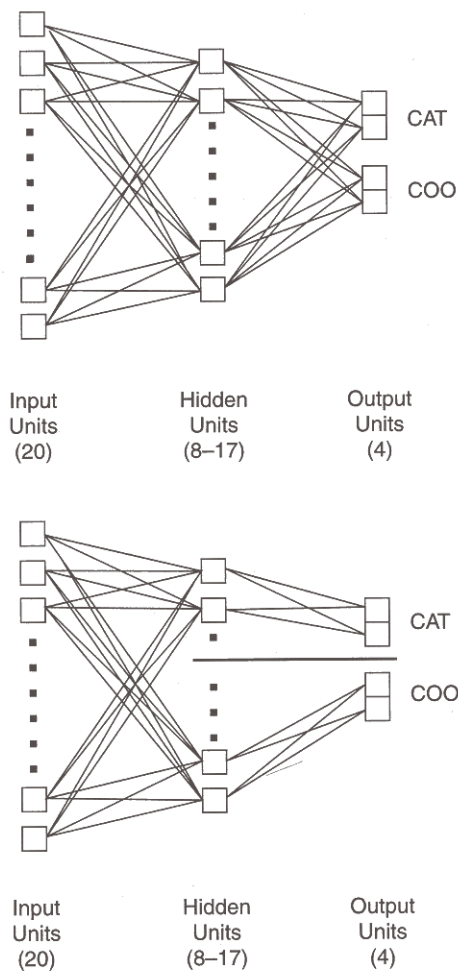 CAT
COO
Input Units (20)
Hidden Units (8–17)
Output Units (4)
CAT
COO
Input Units (20)
Hidden Units (8–17)
Output Units (4)